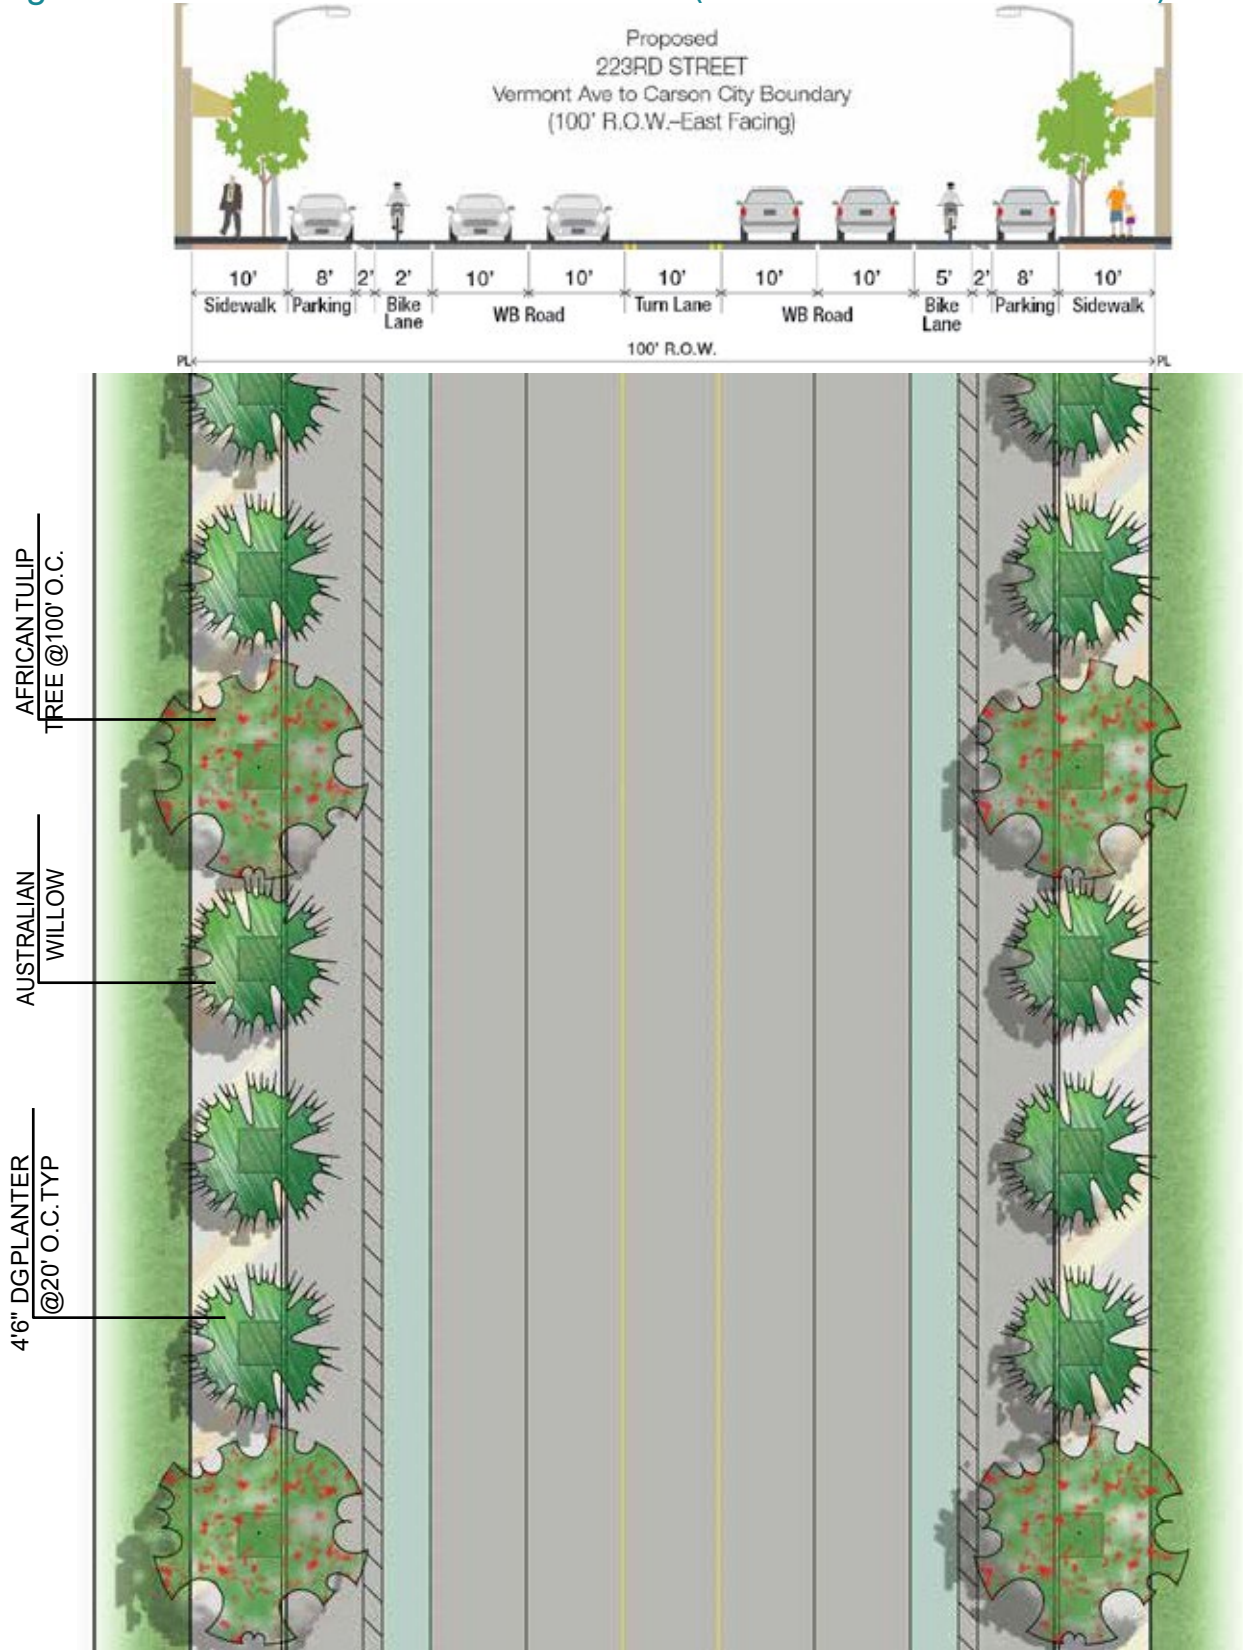 Proposed
223RD STREET
Vermont Ave to Carson City Boundary
(100' R.O.W.–East Facing)
10' 8' 2' 2' 10' 10' 10' 10' 10' 5' 2' 8' 10'
Sidewalk Parking Bike Lane WB Road Turn Lane WB Road Bike Lane Parking Sidewalk
100' R.O.W.
PL PL
AFRICAN TULIP
TREE @100' O.C.
AUSTRALIAN
WILLOW
4'6" DG PLANTER
@20' O.C. TYP